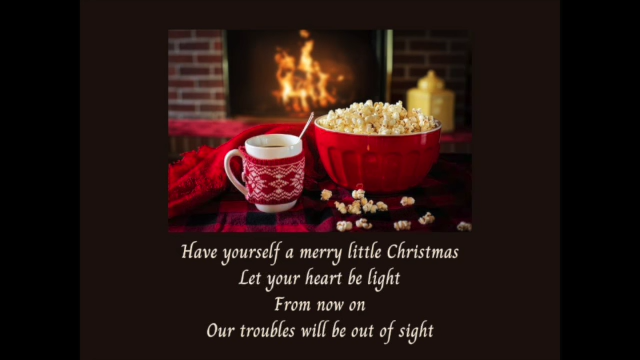 Have yourself a merry little Christmas
Let your heart be light
From now on
Our troubles will be out of sight